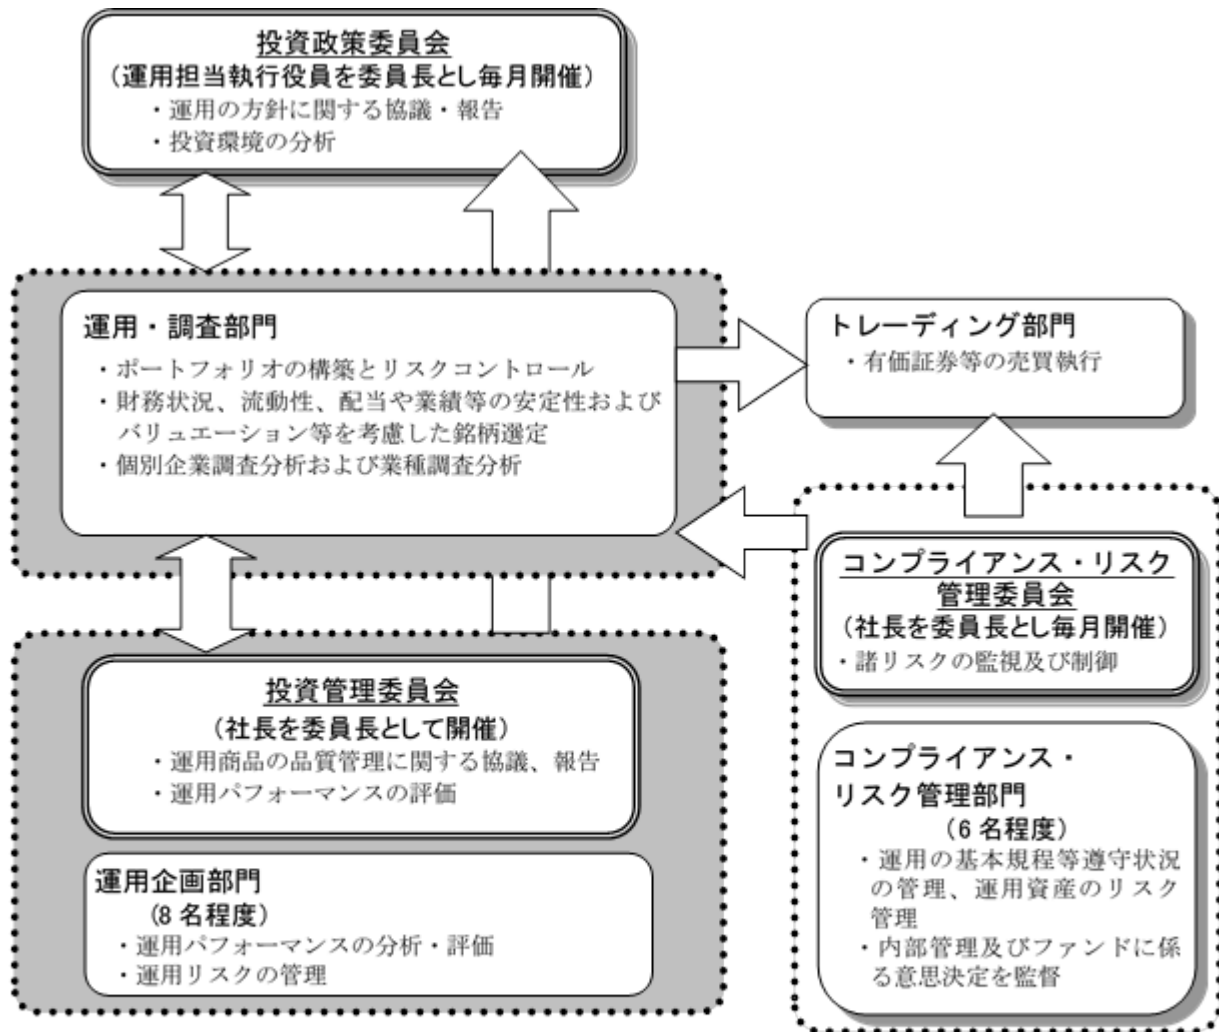 投資政策委員会
（運用担当執行役員を委員長とし毎月開催）
・運用の方針に関する協議・報告
・投資環境の分析
運用・調査部門
・ポートフォリオの構築とリスクコントロール
・財務状況、流動性、配当や業績等の安定性および
バリュエーション等を考慮した銘柄選定
・個別企業調査分析および業種調査分析
トレーディング部門
・有価証券等の売買執行
コンプライアンス・リスク
管理委員会
（社長を委員長とし毎月開催）
・諸リスクの監視及び制御
投資管理委員会
（社長を委員長として開催）
・運用商品の品質管理に関する協議、報告
・運用パフォーマンスの評価
運用企画部門
（8 名程度）
・運用パフォーマンスの分析・評価
・運用リスクの管理
コンプライアンス・
リスク管理部門
（6 名程度）
・運用の基本規程等遵守状況
の管理、運用資産のリスク
管理
・内部管理及びファンドに係
る意思決定を監督